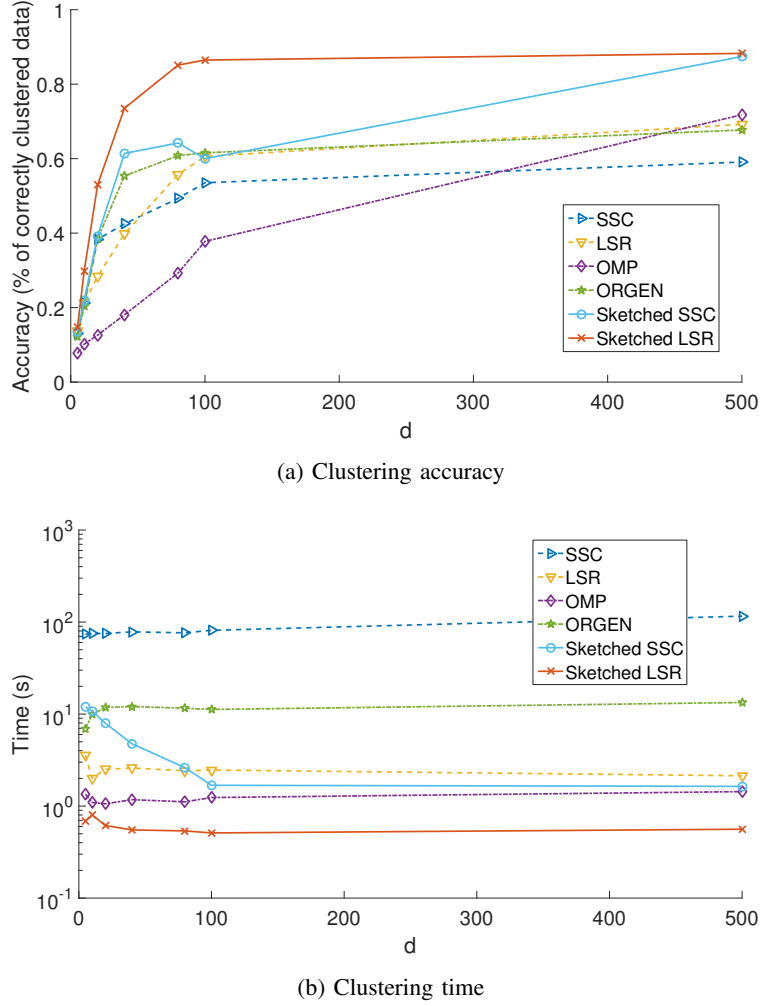 1
0.8
0.6
0.4
0.2
0
Accuracy (% of correctly clustered data)
SSC
LSR
OMP
ORGEN
Sketched SSC
Sketched LSR
0 100 200 300 400 500
d
(a) Clustering accuracy
10^3
10^2
10^1
10^0
10^-1
Time (s)
SSC
LSR
OMP
ORGEN
Sketched SSC
Sketched LSR
0 100 200 300 400 500
d
(b) Clustering time